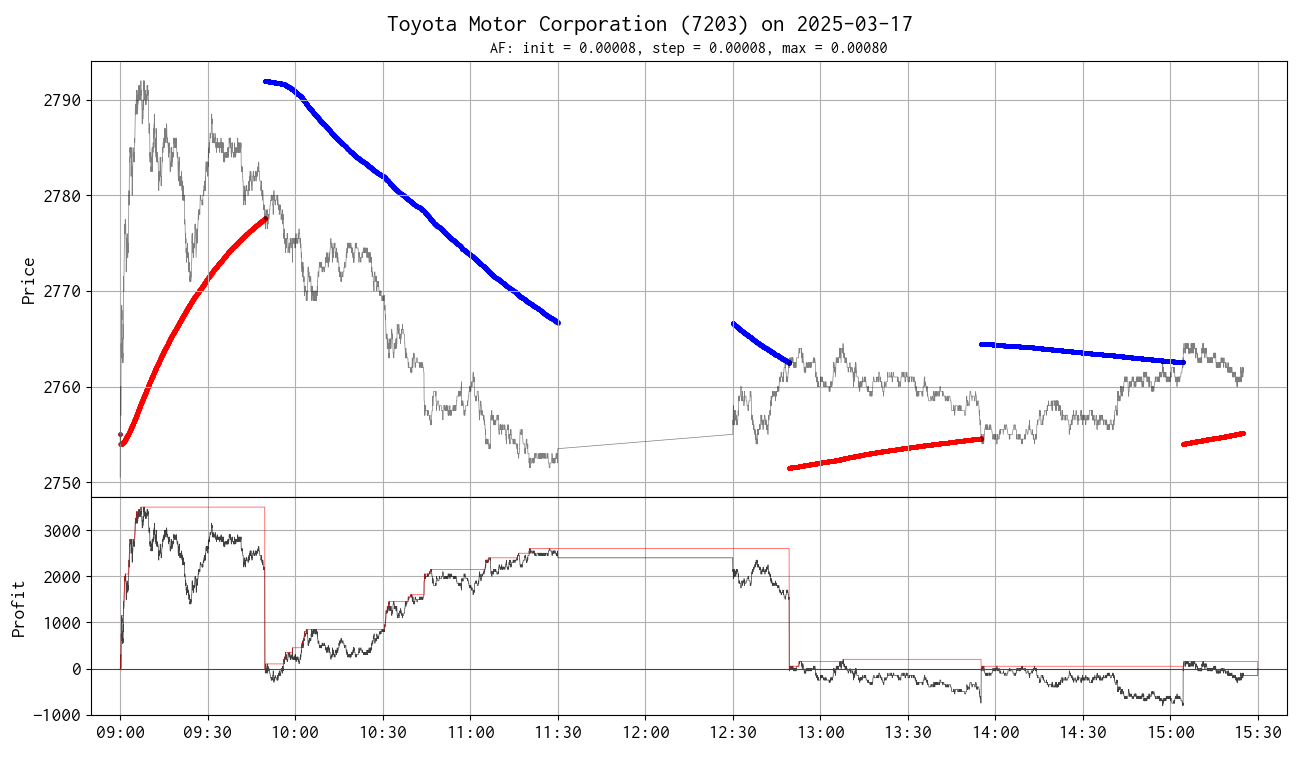 Toyota Motor Corporation (7203) on 2025-03-17
AF: init = 0.00008, step = 0.00008, max = 0.00080
Price
2790
2780
2770
2760
2750
Profit
3000
2000
1000
0
−1000
09:00 09:30 10:00 10:30 11:00 11:30 12:00 12:30 13:00 13:30 14:00 14:30 15:00 15:30